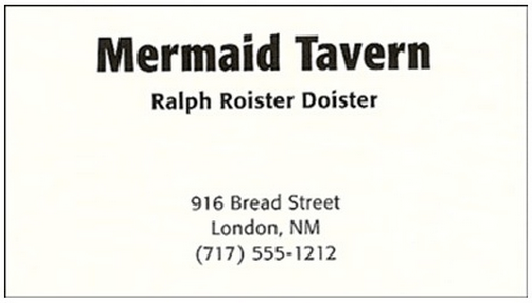 Mermaid Tavern
Ralph Roister Doister
916 Bread Street
London, NM
(717) 555-1212